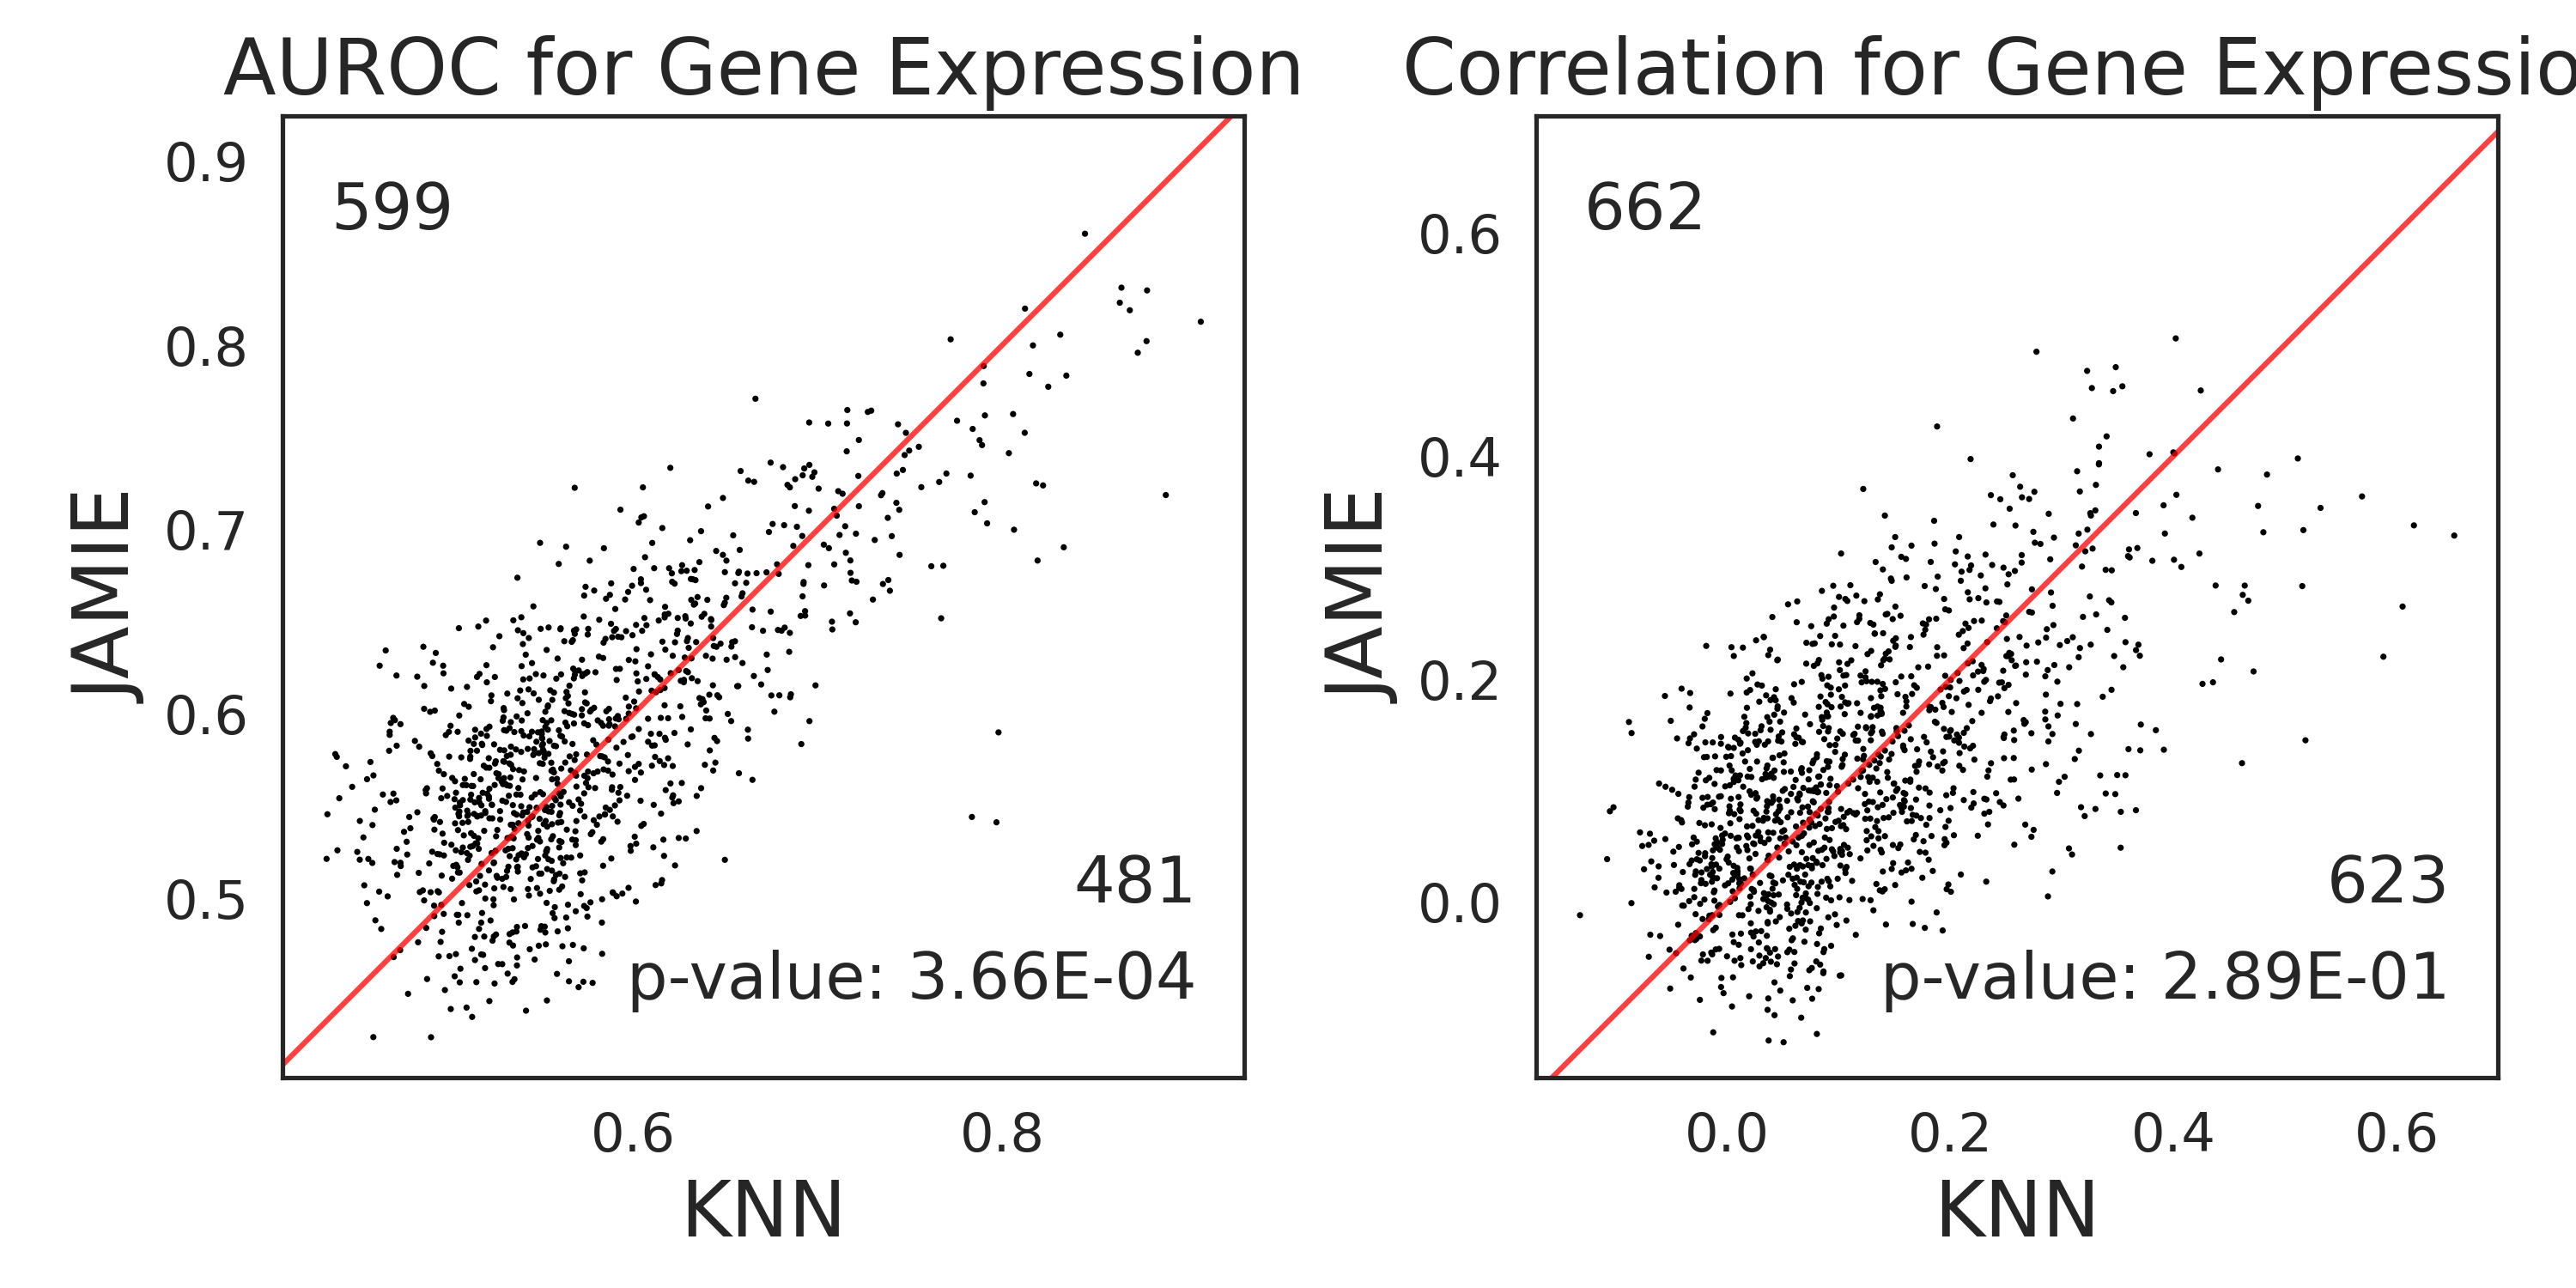 AUROC for Gene Expression
0.9
0.8
0.7
0.6
0.5
JAMIE
599
481
p-value: 3.66E-04
0.6
0.8
KNN
Correlation for Gene Expressio
0.6
0.4
0.2
0.0
JAMIE
662
623
p-value: 2.89E-01
0.0
0.2
0.4
0.6
KNN